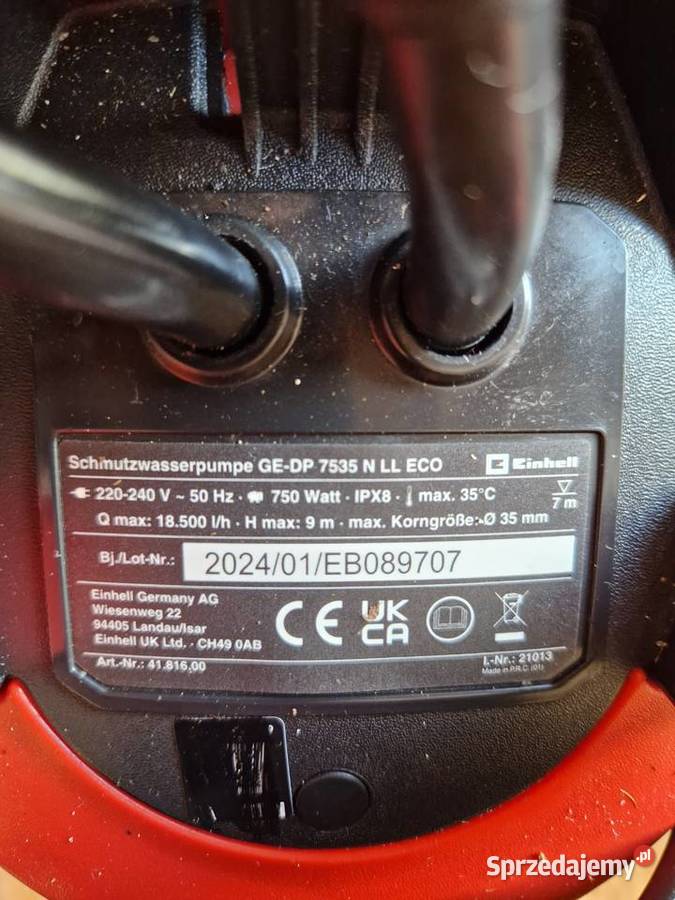 Schmutzwasserpumpe GE-DP 7535 N LL ECO
Einhell
220-240 V ~ 50 Hz · 750 Watt · IPX8 · max. 35°C
7 m
Q max: 18.500 l/h · H max: 9 m · max. Korngröße: Ø 35 mm
Bj./Lot-Nr.: 2024/01/EB089707
Einhell Germany AG
Wiesenweg 22
94405 Landau/Isar
Einhell UK Ltd. · CH49 0AB
Art.-Nr.: 41.816.00
CE
UK
CA
I.-Nr.: 21013
Made in P.R.C. (01)
Sprzedajemy.pl